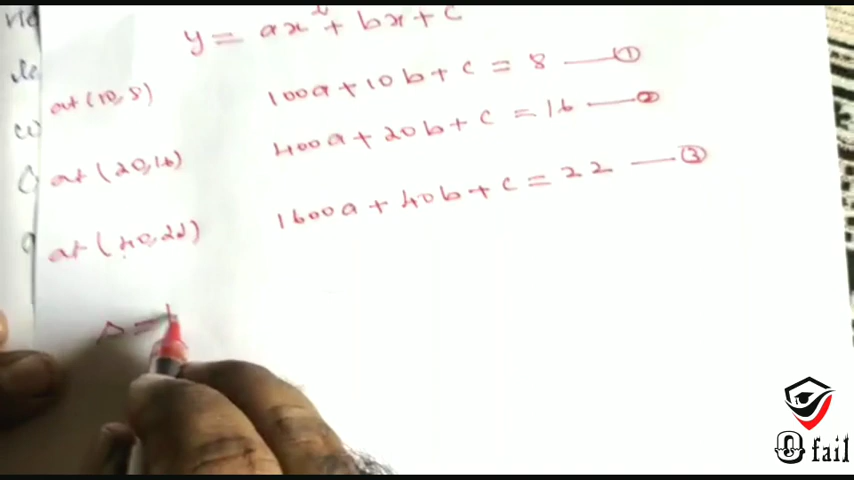 y = ax² + bx + c
at (10, 8) 100a + 10b + c = 8 — ①
at (20, 16) 400a + 20b + c = 16 — ②
at (40, 22) 1600a + 40b + c = 22 — ③
Δ =
0 fail